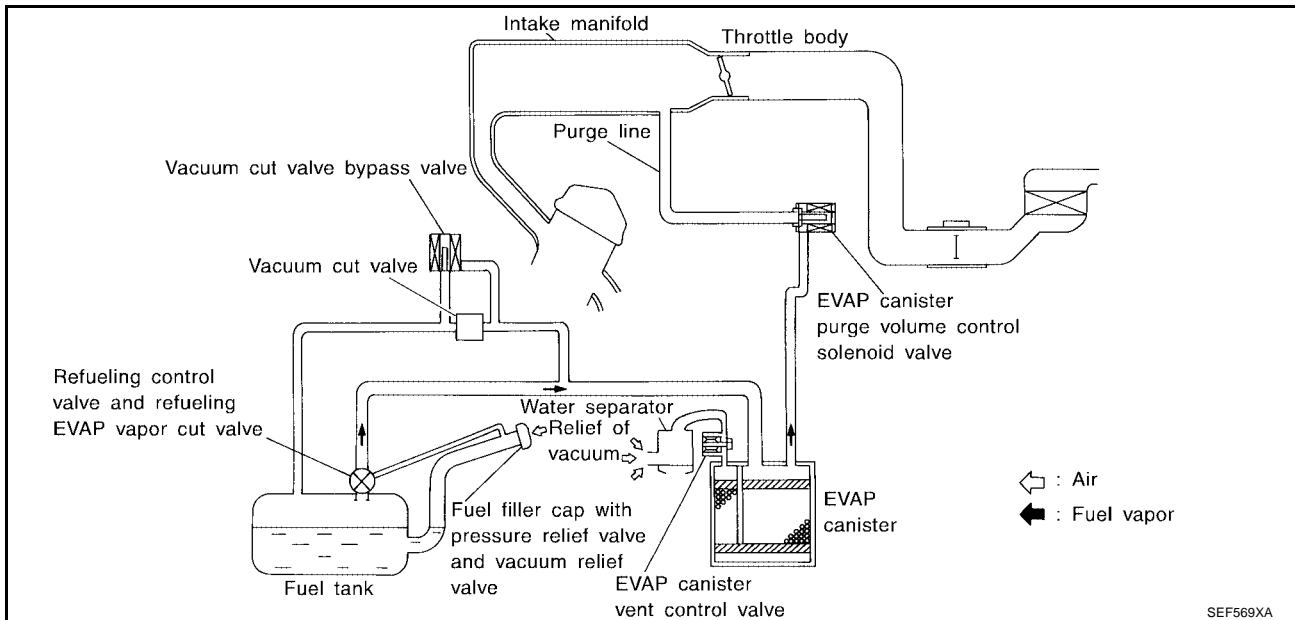 Intake manifold
Throttle body
Purge line
Vacuum cut valve bypass valve
Vacuum cut valve
EVAP canister
purge volume control
solenoid valve
Refueling control
valve and refueling
EVAP vapor cut valve
Water separator
Relief of
vacuum
Fuel filler cap with
pressure relief valve
and vacuum relief
valve
EVAP
canister
: Air
: Fuel vapor
Fuel tank
EVAP canister
vent control valve
SEF569XA